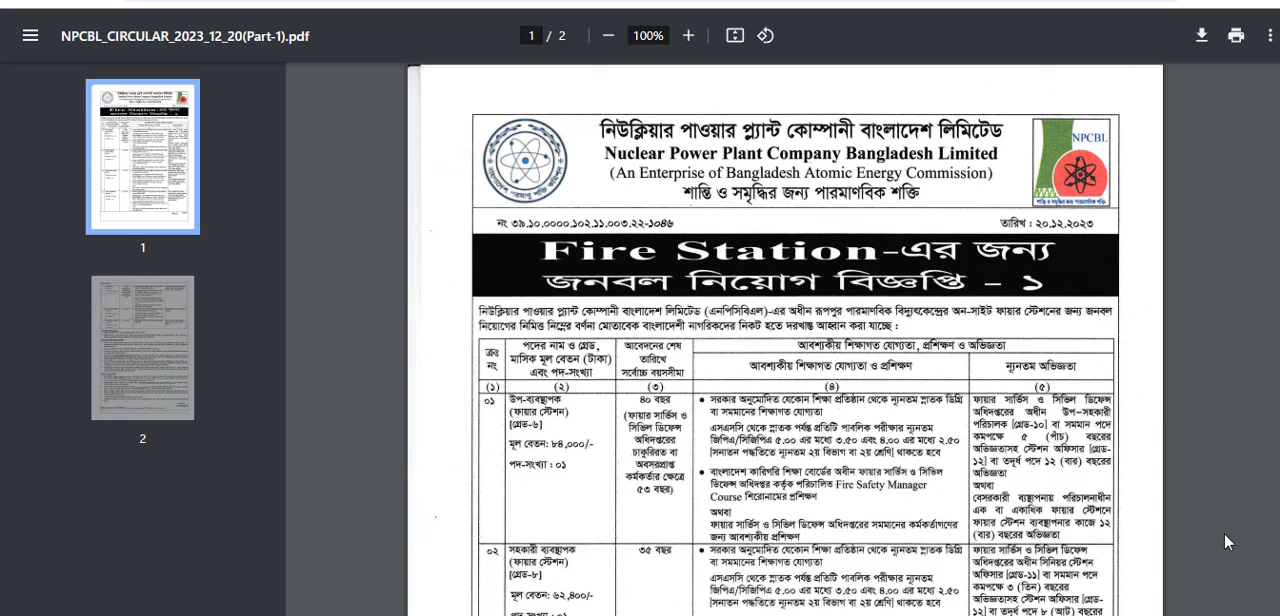 NPCBL_CIRCULAR_2023_12_20(Part-1).pdf
1 / 2
100%
1
2
নিউক্লিয়ার পাওয়ার প্ল্যান্ট কোম্পানী বাংলাদেশ লিমিটেড
Nuclear Power Plant Company Bangladesh Limited
(An Enterprise of Bangladesh Atomic Energy Commission)
শান্তি ও সমৃদ্ধির জন্য পারমাণবিক শক্তি
NPCBL
শান্তি ও সমৃদ্ধির জন্য পারমাণবিক শক্তি
নং ৩৯.১০.০০০০.১০২.১১.০০৩.২২-১০৪৬
তারিখ : ২০.১২.২০২৩
Fire Station-এর জন্য
জনবল নিয়োগ বিজ্ঞপ্তি - ১
নিউক্লিয়ার পাওয়ার প্ল্যান্ট কোম্পানী বাংলাদেশ লিমিটেড (এনপিসিবিএল)-এর অধীন রূপপুর পারমাণবিক বিদ্যুৎকেন্দ্রের অন-সাইট ফায়ার স্টেশনের জন্য জনবল
নিয়োগের নিমিত্ত নিম্নের বর্ণনা মোতাবেক বাংলাদেশী নাগরিকদের নিকট হতে দরখাস্ত আহ্বান করা যাচ্ছে :
ক্রঃ
নং
পদের নাম ও গ্রেড,
মাসিক মূল বেতন (টাকা)
এবং পদ-সংখ্যা
আবেদনের শেষ
তারিখে
সর্বোচ্চ বয়সসীমা
আবশ্যকীয় শিক্ষাগত যোগ্যতা, প্রশিক্ষণ ও অভিজ্ঞতা
আবশ্যকীয় শিক্ষাগত যোগ্যতা ও প্রশিক্ষণ
ন্যূনতম অভিজ্ঞতা
(১)
(২)
(৩)
(৪)
(৫)
০১
উপ-ব্যবস্থাপক
(ফায়ার স্টেশন)
[গ্রেড-৬]
মূল বেতন: ৮৪,০০০/-
পদ-সংখ্যা : ০১
৪০ বছর
(ফায়ার সার্ভিস ও
সিভিল ডিফেন্স
অধিদপ্তরের
চাকুরিরত বা
অবসরপ্রাপ্ত
কর্মকর্তার ক্ষেত্রে
৫৩ বছর)
• সরকার অনুমোদিত যেকোন শিক্ষা প্রতিষ্ঠান থেকে ন্যূনতম স্নাতক ডিগ্রি
বা সমমানের শিক্ষাগত যোগ্যতা
এসএসসি থেকে স্নাতক পর্যন্ত প্রতিটি পাবলিক পরীক্ষার ন্যূনতম
জিপিএ/সিজিপিএ ৫.০০ এর মধ্যে ৩.৫০ এবং ৪.০০ এর মধ্যে ২.৫০
[সনাতন পদ্ধতিতে ন্যূনতম ২য় বিভাগ বা ২য় শ্রেণি] থাকতে হবে
• বাংলাদেশ কারিগরি শিক্ষা বোর্ডের অধীন ফায়ার সার্ভিস ও সিভিল
ডিফেন্স অধিদপ্তর কর্তৃক পরিচালিত Fire Safety Manager
Course শিরোনামের প্রশিক্ষণ
অথবা
ফায়ার সার্ভিস ও সিভিল ডিফেন্স অধিদপ্তরের সমমানের কর্মকর্তাগণের
জন্য আবশ্যকীয় প্রশিক্ষণ
ফায়ার সার্ভিস ও সিভিল ডিফেন্স
অধিদপ্তরের অধীন উপ-সহকারী
পরিচালক [গ্রেড-১০] বা সমমান পদে
কমপক্ষে ৫ (পাঁচ) বছরের
অভিজ্ঞতাসহ স্টেশন অফিসার [গ্রেড-
১২] বা তদূর্ধ পদে ১২ (বার) বছরের
অভিজ্ঞতা
অথবা
বেসরকারী ব্যবস্থাপনায় পরিচালনাধীন
এক বা একাধিক ফায়ার স্টেশনে
ফায়ার স্টেশন ব্যবস্থাপনার কাজে ১২
(বার) বছরের অভিজ্ঞতা
০২
সহকারী ব্যবস্থাপক
(ফায়ার স্টেশন)
[গ্রেড-৮]
মূল বেতন: ৬২,৪০০/-
পদ-সংখ্যা : ০১
৩৫ বছর
• সরকার অনুমোদিত যেকোন শিক্ষা প্রতিষ্ঠান থেকে ন্যূনতম স্নাতক ডিগ্রি
বা সমমানের শিক্ষাগত যোগ্যতা
এসএসসি থেকে স্নাতক পর্যন্ত প্রতিটি পাবলিক পরীক্ষার ন্যূনতম
জিপিএ/সিজিপিএ ৫.০০ এর মধ্যে ৩.৫০ এবং ৪.০০ এর মধ্যে ২.৫০
[সনাতন পদ্ধতিতে ন্যূনতম ২য় বিভাগ বা ২য় শ্রেণি] থাকতে হবে
ফায়ার সার্ভিস ও সিভিল ডিফেন্স
অধিদপ্তরের অধীন সিনিয়র স্টেশন
অফিসার [গ্রেড-১১] বা সমমান পদে
কমপক্ষে ৩ (তিন) বছরের
অভিজ্ঞতাসহ স্টেশন অফিসার [গ্রেড-
১২] বা তদূর্ধ পদে ৮ (আট) বছরের